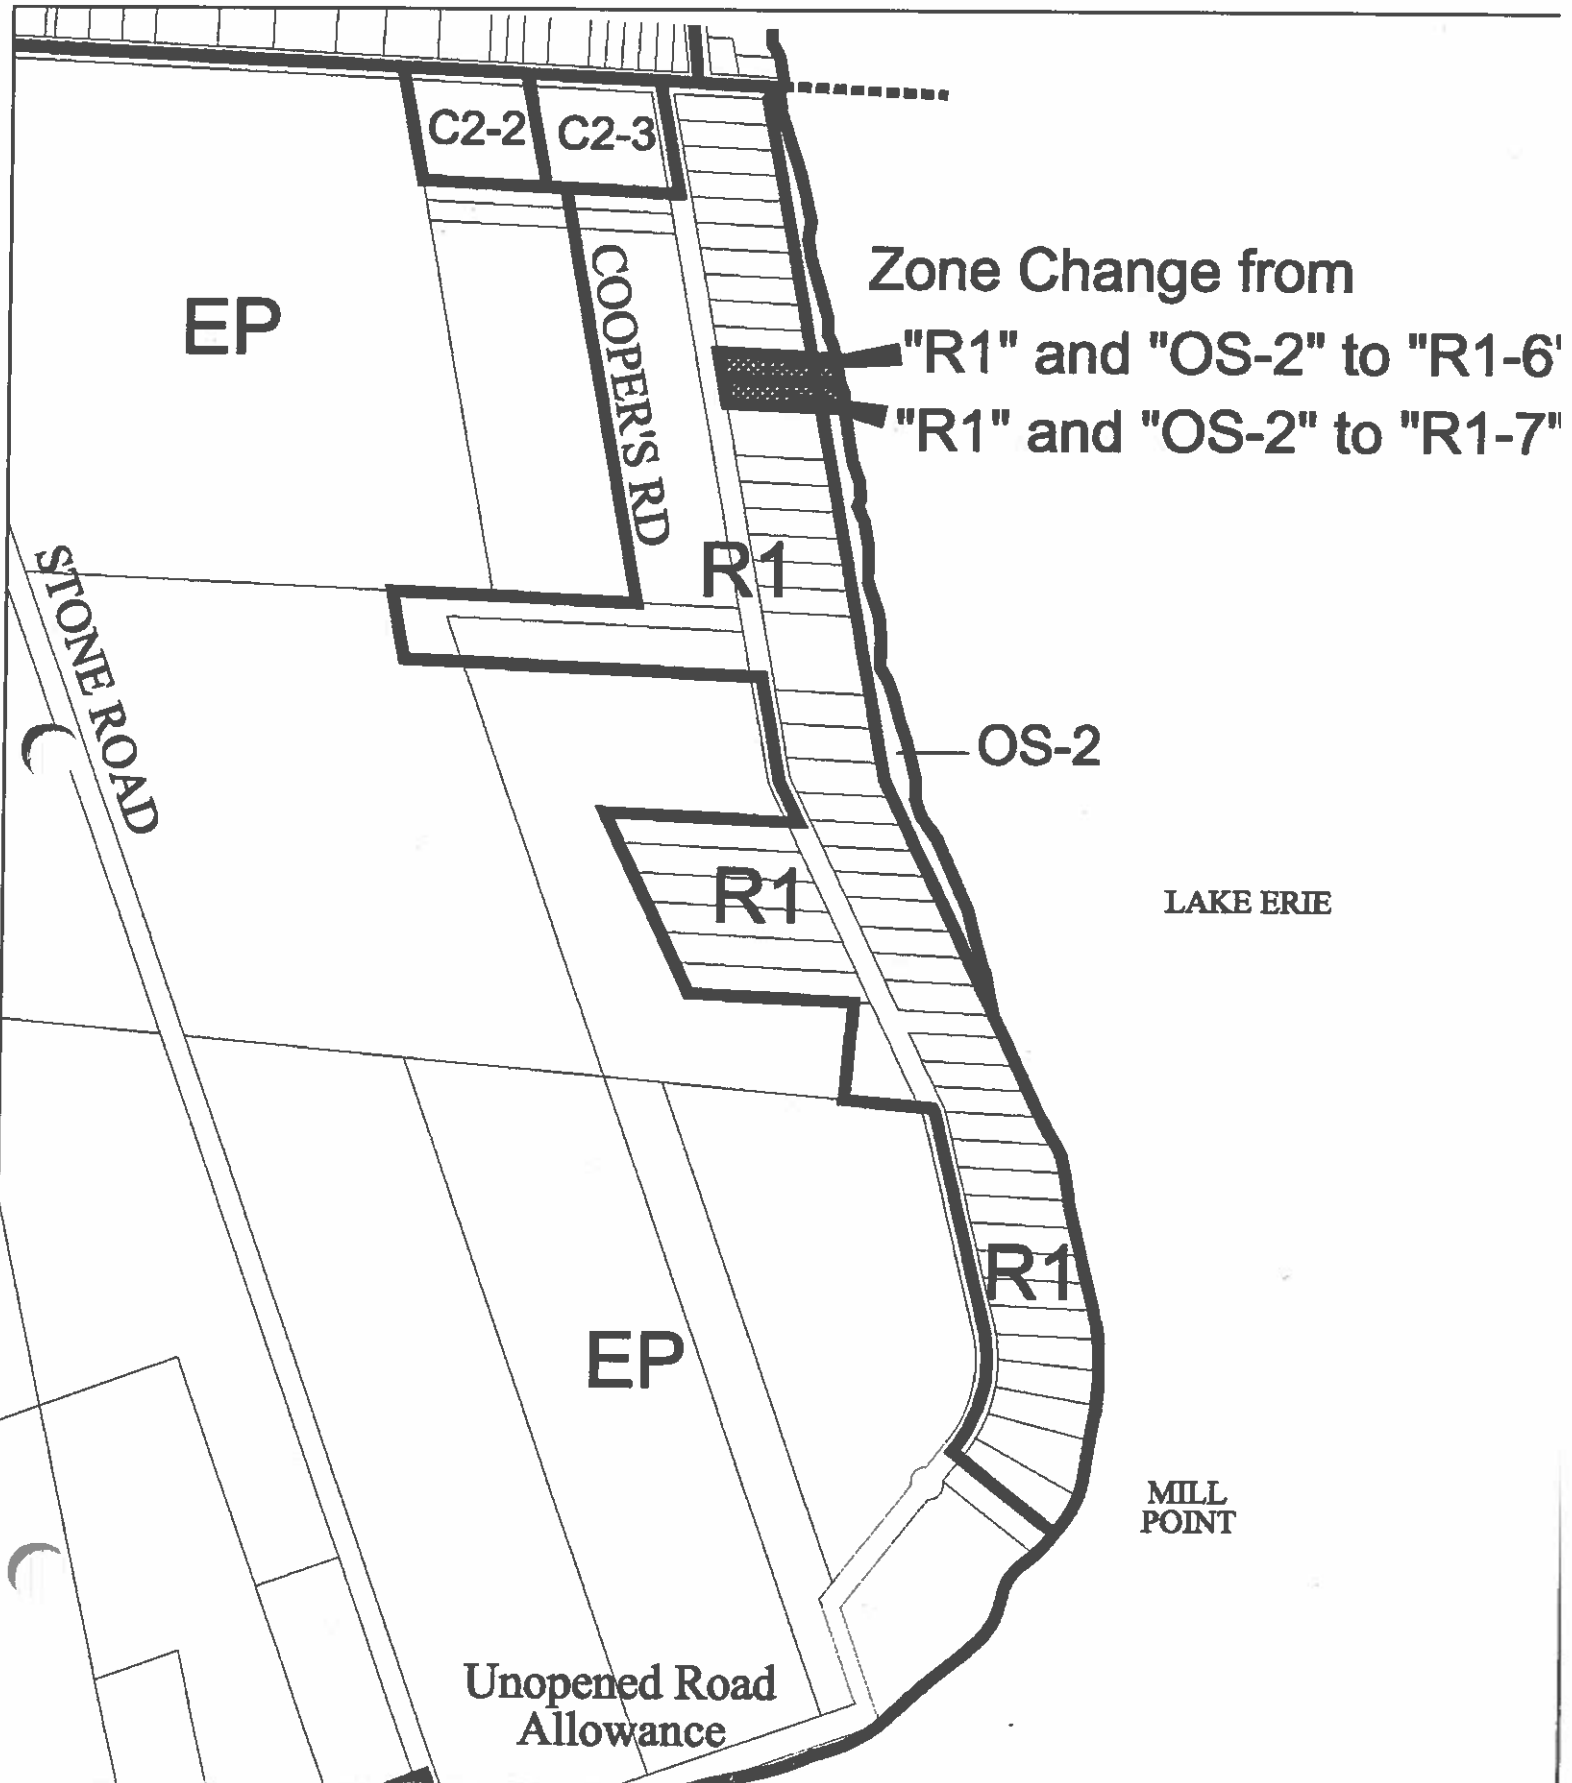 C2-2
C2-3
Zone Change from
"R1" and "OS-2" to "R1-6'
"R1" and "OS-2" to "R1-7"
EP
COOPER'S RD
R1
STONE ROAD
OS-2
R1
LAKE ERIE
R1
EP
MILL
POINT
Unopened Road
Allowance